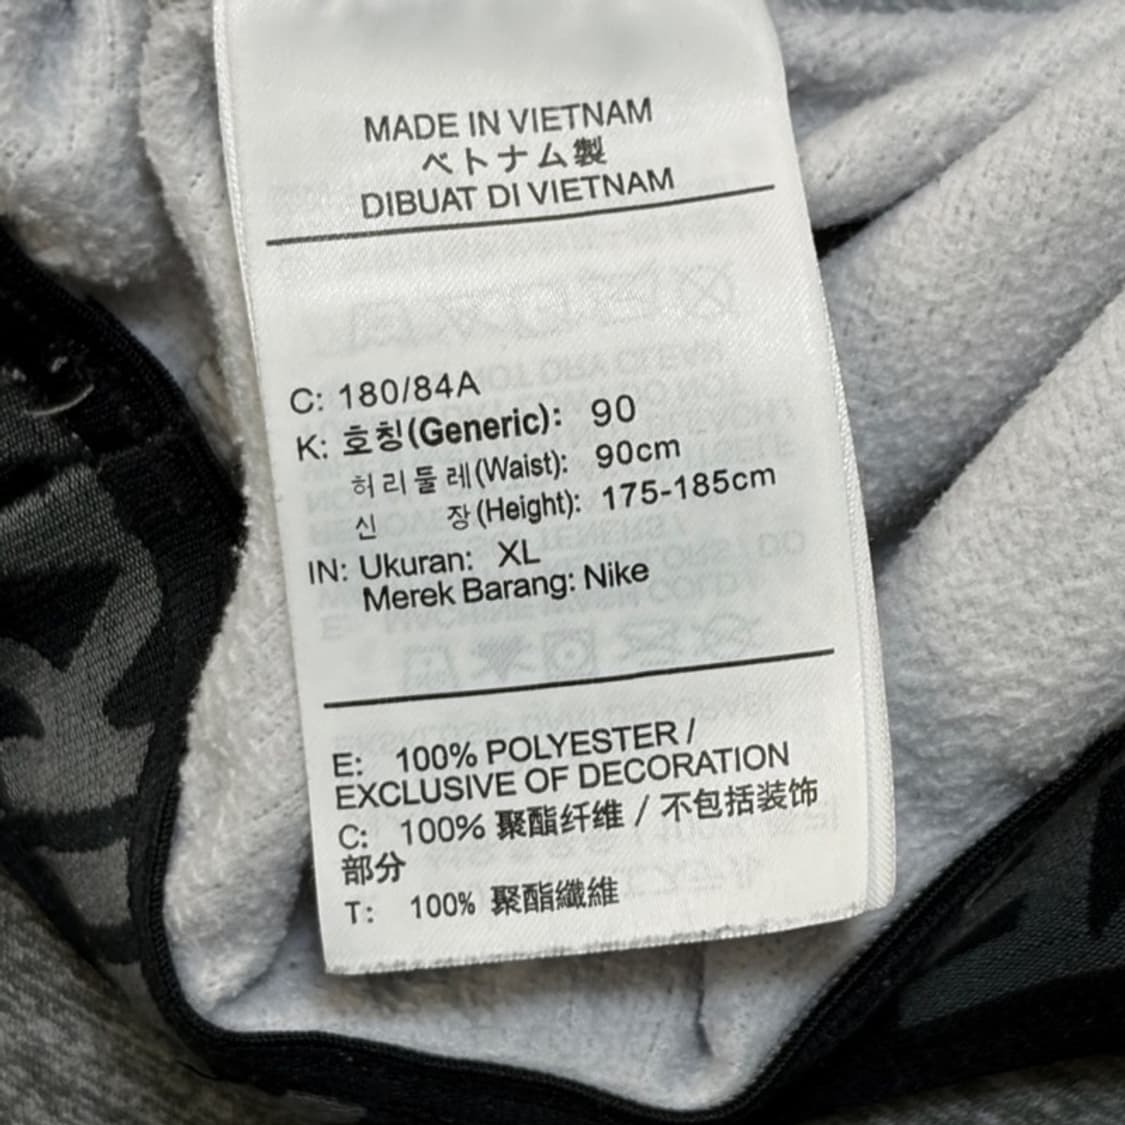 MADE IN VIETNAM
ベトナム製
DIBUAT DI VIETNAM
C: 180/84A
K: 호칭(Generic): 90
허리둘레(Waist): 90cm
신 장(Height): 175-185cm
IN: Ukuran: XL
Merek Barang: Nike
E: 100% POLYESTER /
EXCLUSIVE OF DECORATION
C: 100% 聚酯纤维 / 不包括装饰
部分
T: 100% 聚酯纖維